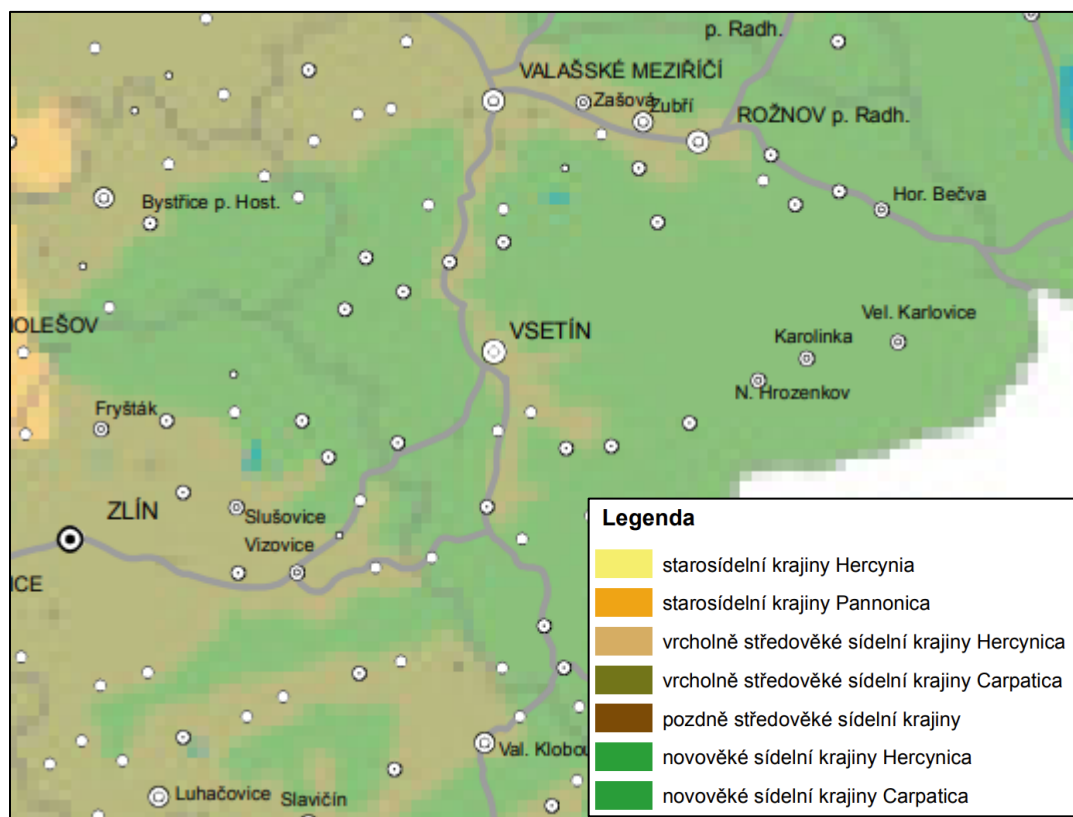 p. Radh.
VALAŠSKÉ MEZIŘÍČÍ
Zašová
Zubří
ROŽNOV p. Radh.
Bystřice p. Host.
Hor. Bečva
OLEŠOV
VSETÍN
Vel. Karlovice
Karolinka
N. Hrozenkov
Fryšták
ZLÍN
Slušovice
Vizovice
ICE
Val. Klobou
Luhačovice
Slavičín
Legenda
starosídelní krajiny Hercynia
starosídelní krajiny Pannonica
vrcholně středověké sídelní krajiny Hercynica
vrcholně středověké sídelní krajiny Carpatica
pozdně středověké sídelní krajiny
novověké sídelní krajiny Hercynica
novověké sídelní krajiny Carpatica